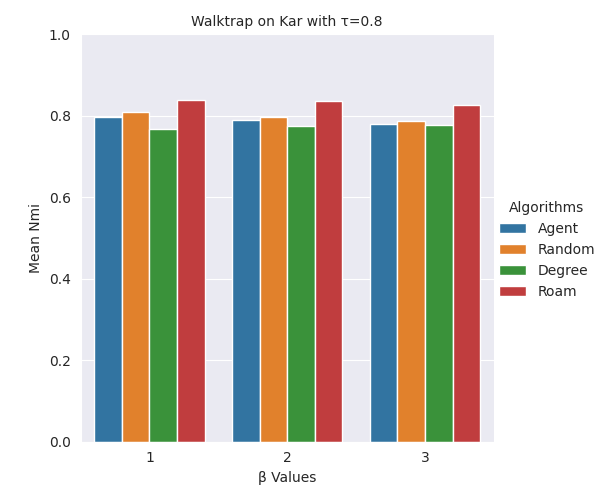 Walktrap on Kar with τ=0.8
1.0
0.8
0.6
0.4
0.2
0.0
Mean Nmi
1 2 3
β Values
Algorithms
Agent
Random
Degree
Roam